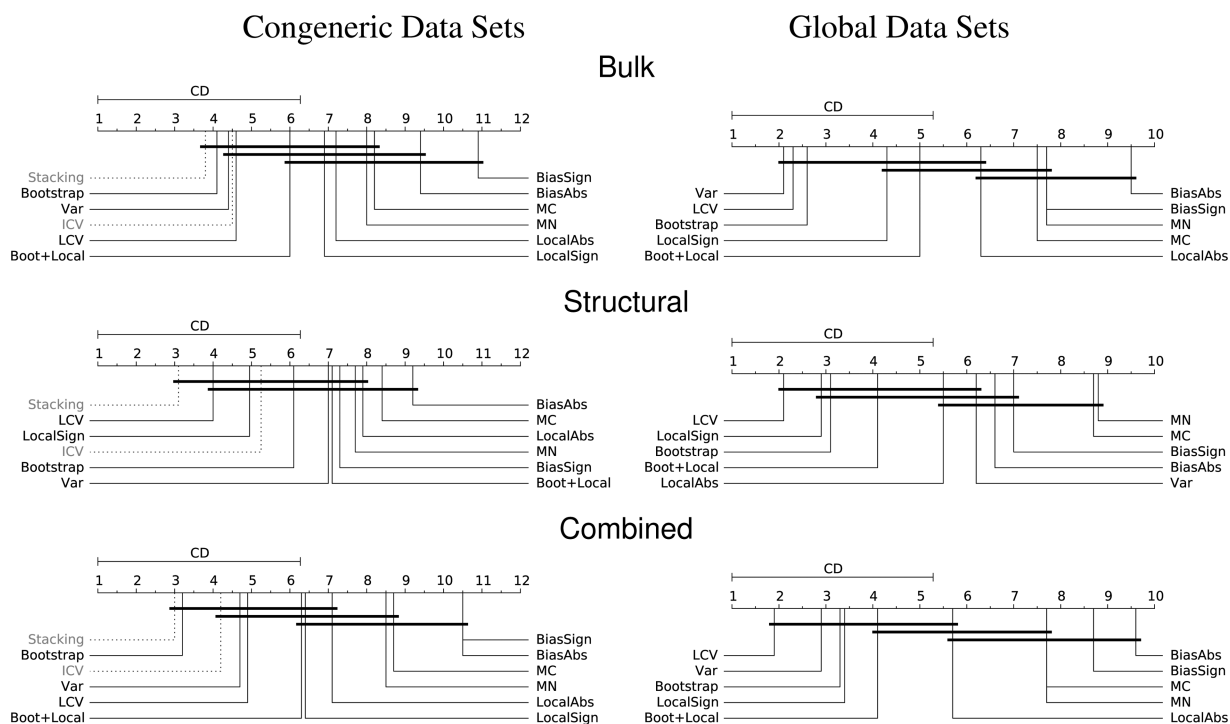 Congeneric Data Sets Global Data Sets
Bulk
CD
1 2 3 4 5 6 7 8 9 10 11 12
Stacking BiasSign
Bootstrap BiasAbs
Var MC
ICV MN
LCV LocalAbs
Boot+Local LocalSign
CD
1 2 3 4 5 6 7 8 9 10
Var BiasAbs
LCV BiasSign
Bootstrap MN
LocalSign MC
Boot+Local LocalAbs
Structural
CD
1 2 3 4 5 6 7 8 9 10 11 12
Stacking BiasAbs
LCV MC
LocalSign LocalAbs
ICV MN
Bootstrap BiasSign
Var Boot+Local
CD
1 2 3 4 5 6 7 8 9 10
LCV MN
LocalSign MC
Bootstrap BiasSign
Boot+Local BiasAbs
LocalAbs Var
Combined
CD
1 2 3 4 5 6 7 8 9 10 11 12
Stacking BiasSign
Bootstrap BiasAbs
ICV MC
Var MN
LCV LocalAbs
Boot+Local LocalSign
CD
1 2 3 4 5 6 7 8 9 10
LCV BiasAbs
Var BiasSign
Bootstrap MC
LocalSign MN
Boot+Local LocalAbs